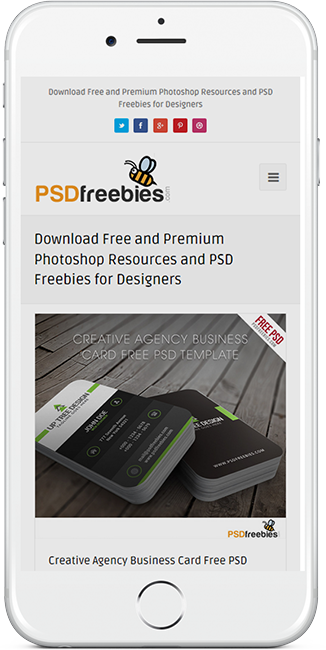 Download Free and Premium Photoshop Resources and PSD
Freebies for Designers
PSDfreebies.com
Download Free and Premium
Photoshop Resources and PSD
Freebies for Designers
CREATIVE AGENCY BUSINESS
CARD FREE PSD TEMPLATE
FREE PSD
UP-TREE DESIGN
JOHN DOE
WWW.PSDFREEBIES.COM
PSDfreebies
Creative Agency Business Card Free PSD